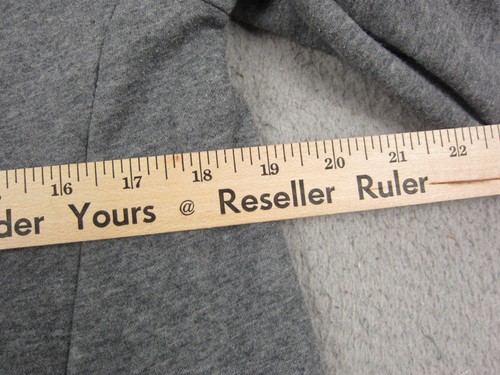 16 17 18 19 20 21 22
der Yours @ Reseller Ruler